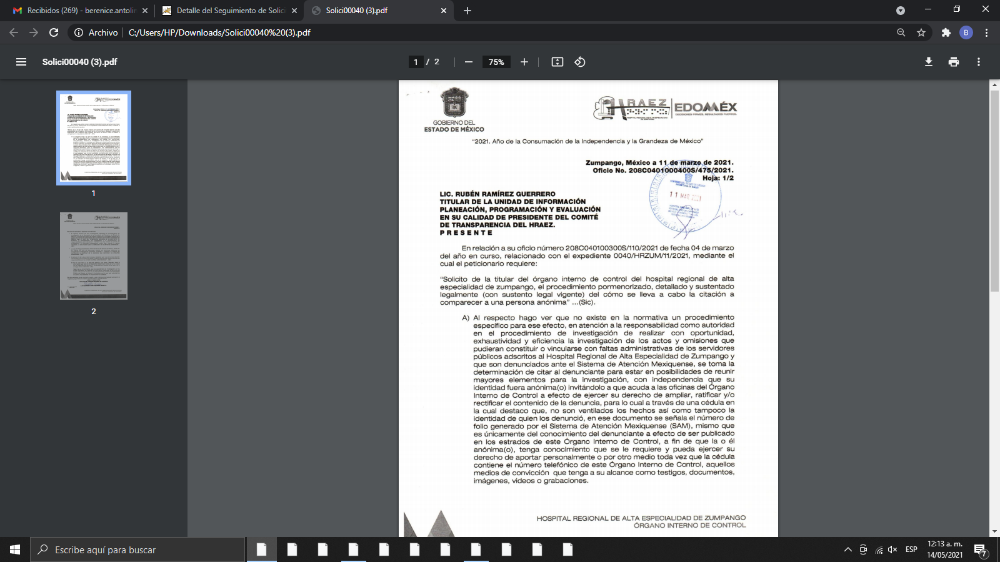 Recibidos (269) - berenice.antolin
Detalle del Seguimiento de Solici
Solici00040 (3).pdf
Archivo
C:/Users/HP/Downloads/Solici00040%20(3).pdf
B
Solici00040 (3).pdf
1 / 2
75%
1
2
GOBIERNO DEL
ESTADO DE MÉXICO
HRAEZ
HOSPITAL REGIONAL DE ALTA ESPECIALIDAD
DE ZUMPANGO
EDOMÉX
DECISIONES FIRMES, RESULTADOS FUERTES.
“2021. Año de la Consumación de la Independencia y la Grandeza de México”
Zumpango, México a 11 de marzo de 2021.
Oficio No. 208C0401000400S/475/2021.
Hoja: 1/2
11 MAR 2021
LIC. RUBÉN RAMÍREZ GUERRERO
TITULAR DE LA UNIDAD DE INFORMACIÓN
PLANEACIÓN, PROGRAMACIÓN Y EVALUACIÓN
EN SU CALIDAD DE PRESIDENTE DEL COMITÉ
DE TRANSPARENCIA DEL HRAEZ.
P R E S E N T E
En relación a su oficio número 208C040100300S/110/2021 de fecha 04 de marzo
del año en curso, relacionado con el expediente 0040/HRZUM/11/2021, mediante el
cual el peticionario requiere:
“Solicito de la titular del órgano interno de control del hospital regional de alta
especialidad de zumpango, el procedimiento pormenorizado, detallado y sustentado
legalmente (con sustento legal vigente) del cómo se lleva a cabo la citación a
comparecer a una persona anónima” ...(Sic).
A) Al respecto hago ver que no existe en la normativa un procedimiento
específico para ese efecto, en atención a la responsabilidad como autoridad
en el procedimiento de investigación de realizar con oportunidad,
exhaustividad y eficiencia la investigación de los actos y omisiones que
pudieran constituir o vincularse con faltas administrativas de los servidores
públicos adscritos al Hospital Regional de Alta Especialidad de Zumpango y
que son denunciados ante el Sistema de Atención Mexiquense, se toma la
determinación de citar al denunciante para estar en posibilidades de reunir
mayores elementos para la investigación, con independencia que su
identidad fuera anónima(o) invitándolo a que acuda a las oficinas del Órgano
Interno de Control a efecto de ejercer su derecho de ampliar, ratificar y/o
rectificar el contenido de la denuncia, para lo cual a través de una cédula en
la cual destaco que, no son ventilados los hechos así como tampoco la
identidad de quien los denunció, en ese documento se señala el número de
folio generado por el Sistema de Atención Mexiquense (SAM), mismo que
es únicamente del conocimiento del denunciante a efecto de ser publicado
en los estrados de este Órgano Interno de Control, a fin de que la o él
anónima(o), tenga conocimiento que se le requiere y pueda ejercer su
derecho de aportar personalmente o por otro medio toda vez que la cédula
contiene el número telefónico de este Órgano Interno de Control, aquellos
medios de convicción que tenga a su alcance como testigos, documentos,
imágenes, videos o grabaciones.
HOSPITAL REGIONAL DE ALTA ESPECIALIDAD DE ZUMPANGO
ÓRGANO INTERNO DE CONTROL
Escribe aquí para buscar
ESP
12:13 a. m.
14/05/2021
7